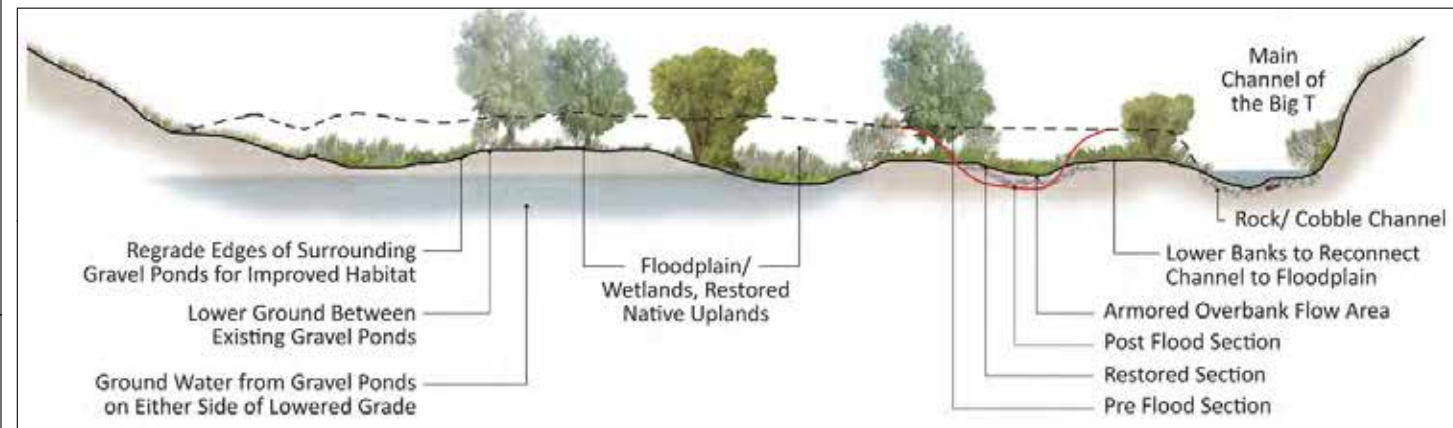 Main
Channel of
the Big T
Rock/ Cobble Channel
Regrade Edges of Surrounding
Gravel Ponds for Improved Habitat
Lower Ground Between
Existing Gravel Ponds
Ground Water from Gravel Ponds
on Either Side of Lowered Grade
Floodplain/
Wetlands, Restored
Native Uplands
Lower Banks to Reconnect
Channel to Floodplain
Armored Overbank Flow Area
Post Flood Section
Restored Section
Pre Flood Section